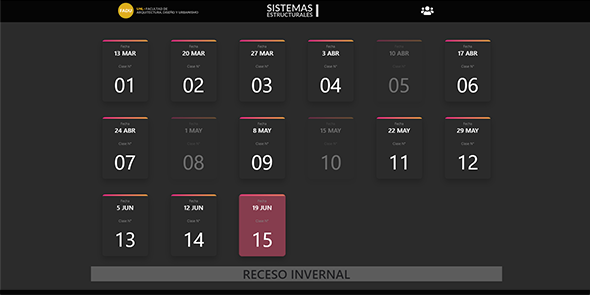 FADU
UNL • FACULTAD DE
ARQUITECTURA, DISEÑO Y URBANISMO
SISTEMAS
ESTRUCTURALES
Fecha Fecha Fecha Fecha Fecha Fecha
13 MAR 20 MAR 27 MAR 3 ABR 10 ABR 17 ABR
Clase N° Clase N° Clase N° Clase N° Clase N° Clase N°
01 02 03 04 05 06
Fecha Fecha Fecha Fecha Fecha Fecha
24 ABR 1 MAY 8 MAY 15 MAY 22 MAY 29 MAY
Clase N° Clase N° Clase N° Clase N° Clase N° Clase N°
07 08 09 10 11 12
Fecha Fecha Fecha
5 JUN 12 JUN 19 JUN
Clase N° Clase N° Clase N°
13 14 15
RECESO INVERNAL